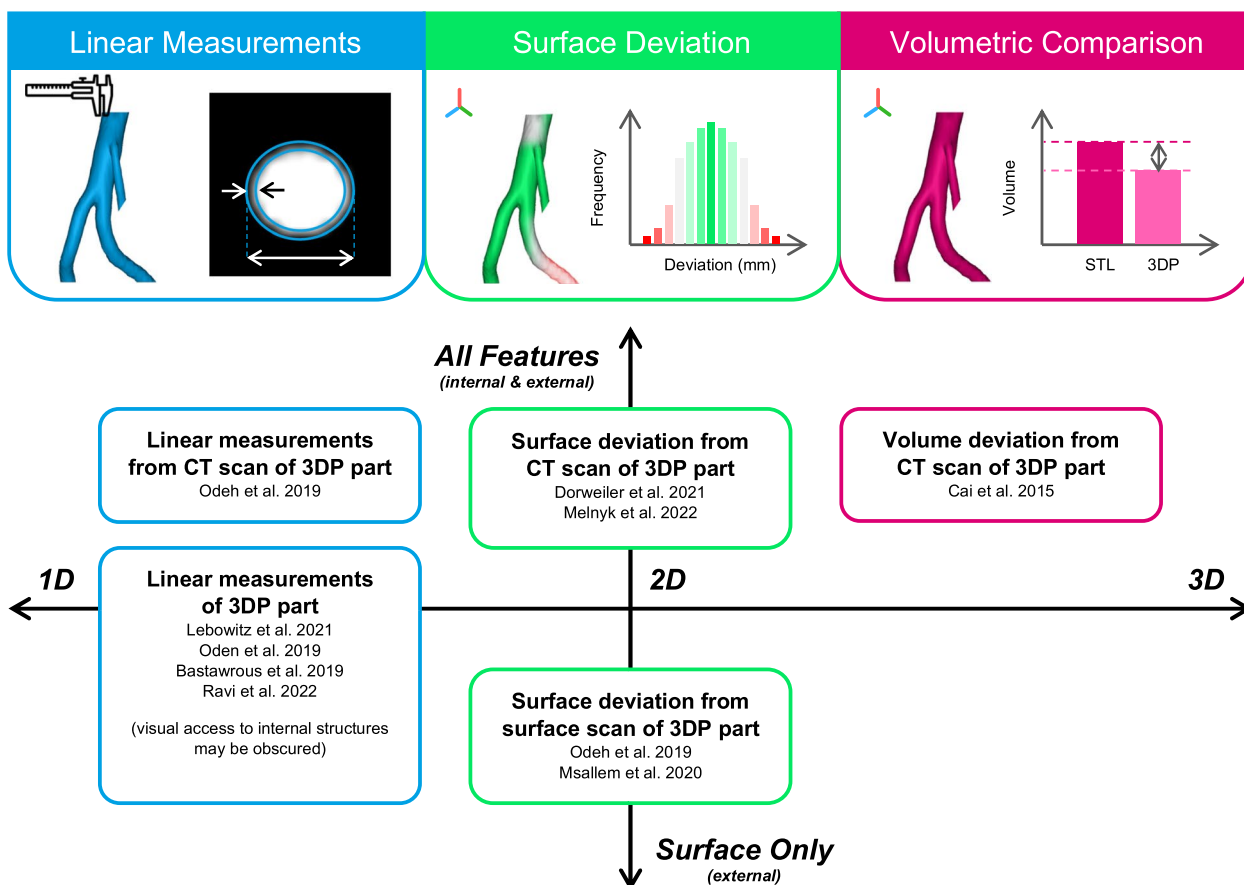 Linear Measurements
Surface Deviation
Volumetric Comparison
Frequency
Deviation (mm)
Volume
STL
3DP
All Features
(internal & external)
Linear measurements
from CT scan of 3DP part
Odeh et al. 2019
Surface deviation from
CT scan of 3DP part
Dorweiler et al. 2021
Melnyk et al. 2022
Volume deviation from
CT scan of 3DP part
Cai et al. 2015
1D
2D
3D
Linear measurements
of 3DP part
Lebowitz et al. 2021
Oden et al. 2019
Bastawrous et al. 2019
Ravi et al. 2022
(visual access to internal structures
may be obscured)
Surface deviation from
surface scan of 3DP part
Odeh et al. 2019
Msallem et al. 2020
Surface Only
(external)